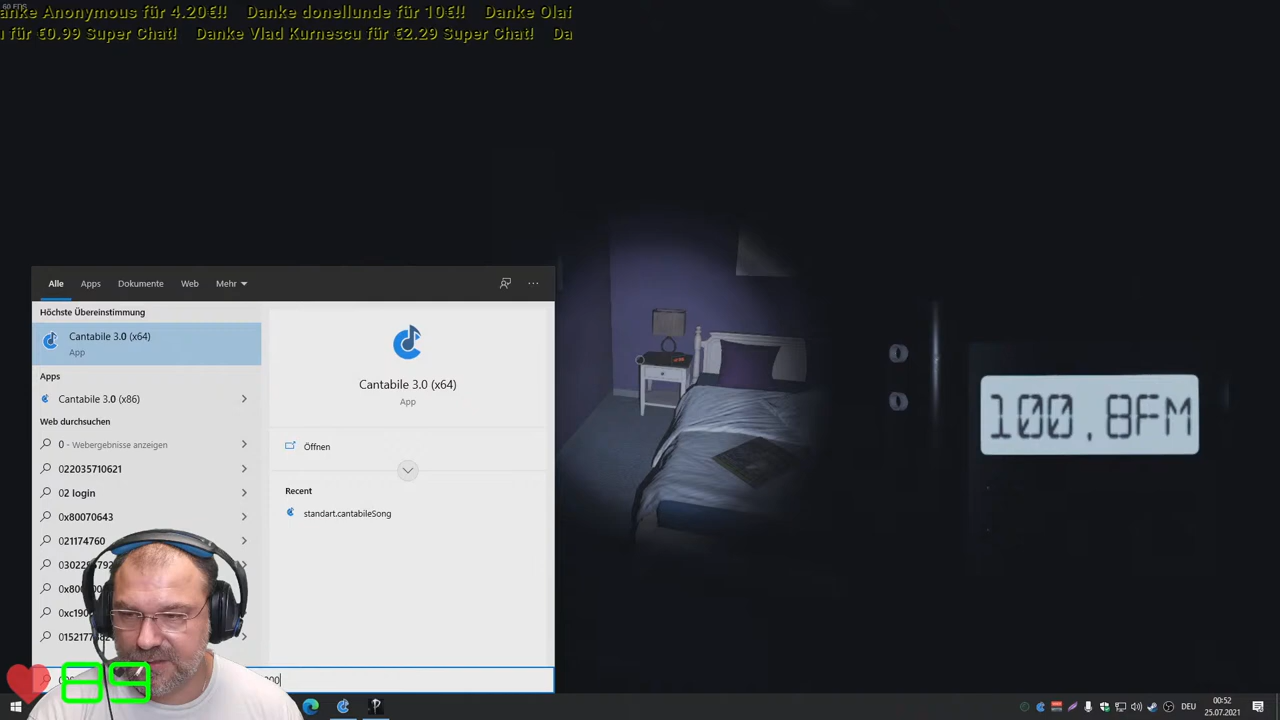 60 FPS
anke Anonymous für 4.20€!! Danke donellunde für 10€!! Danke Olai
u für €0.99 Super Chat! Danke Vlad Kurnescu für €2.29 Super Chat! Da
Alle Apps Dokumente Web Mehr
Höchste Übereinstimmung
Cantabile 3.0 (x64)
App
Apps
Cantabile 3.0 (x86)
Web durchsuchen
0 - Webergebnisse anzeigen
022035710621
02 login
0x80070643
021174760
Cantabile 3.0 (x64)
App
Öffnen
Recent
standart.cantabileSong
100.8FM
89
DEU
00:52
25.07.2021